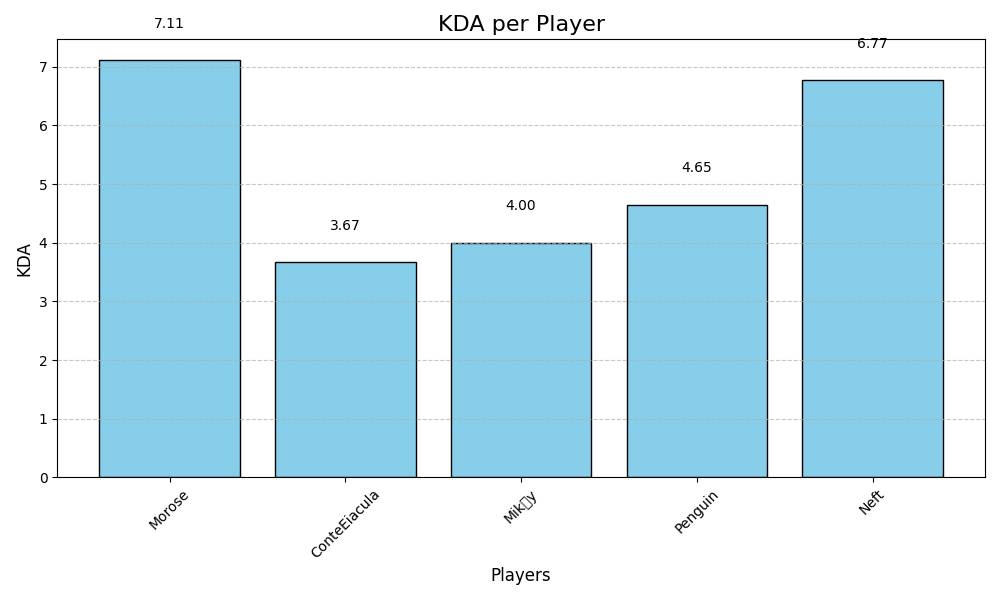 KDA per Player
7.11
3.67
4.00
4.65
6.77
KDA
7
6
5
4
3
2
1
0
Morose
ConteEiacula
Penguin
Neft
Players